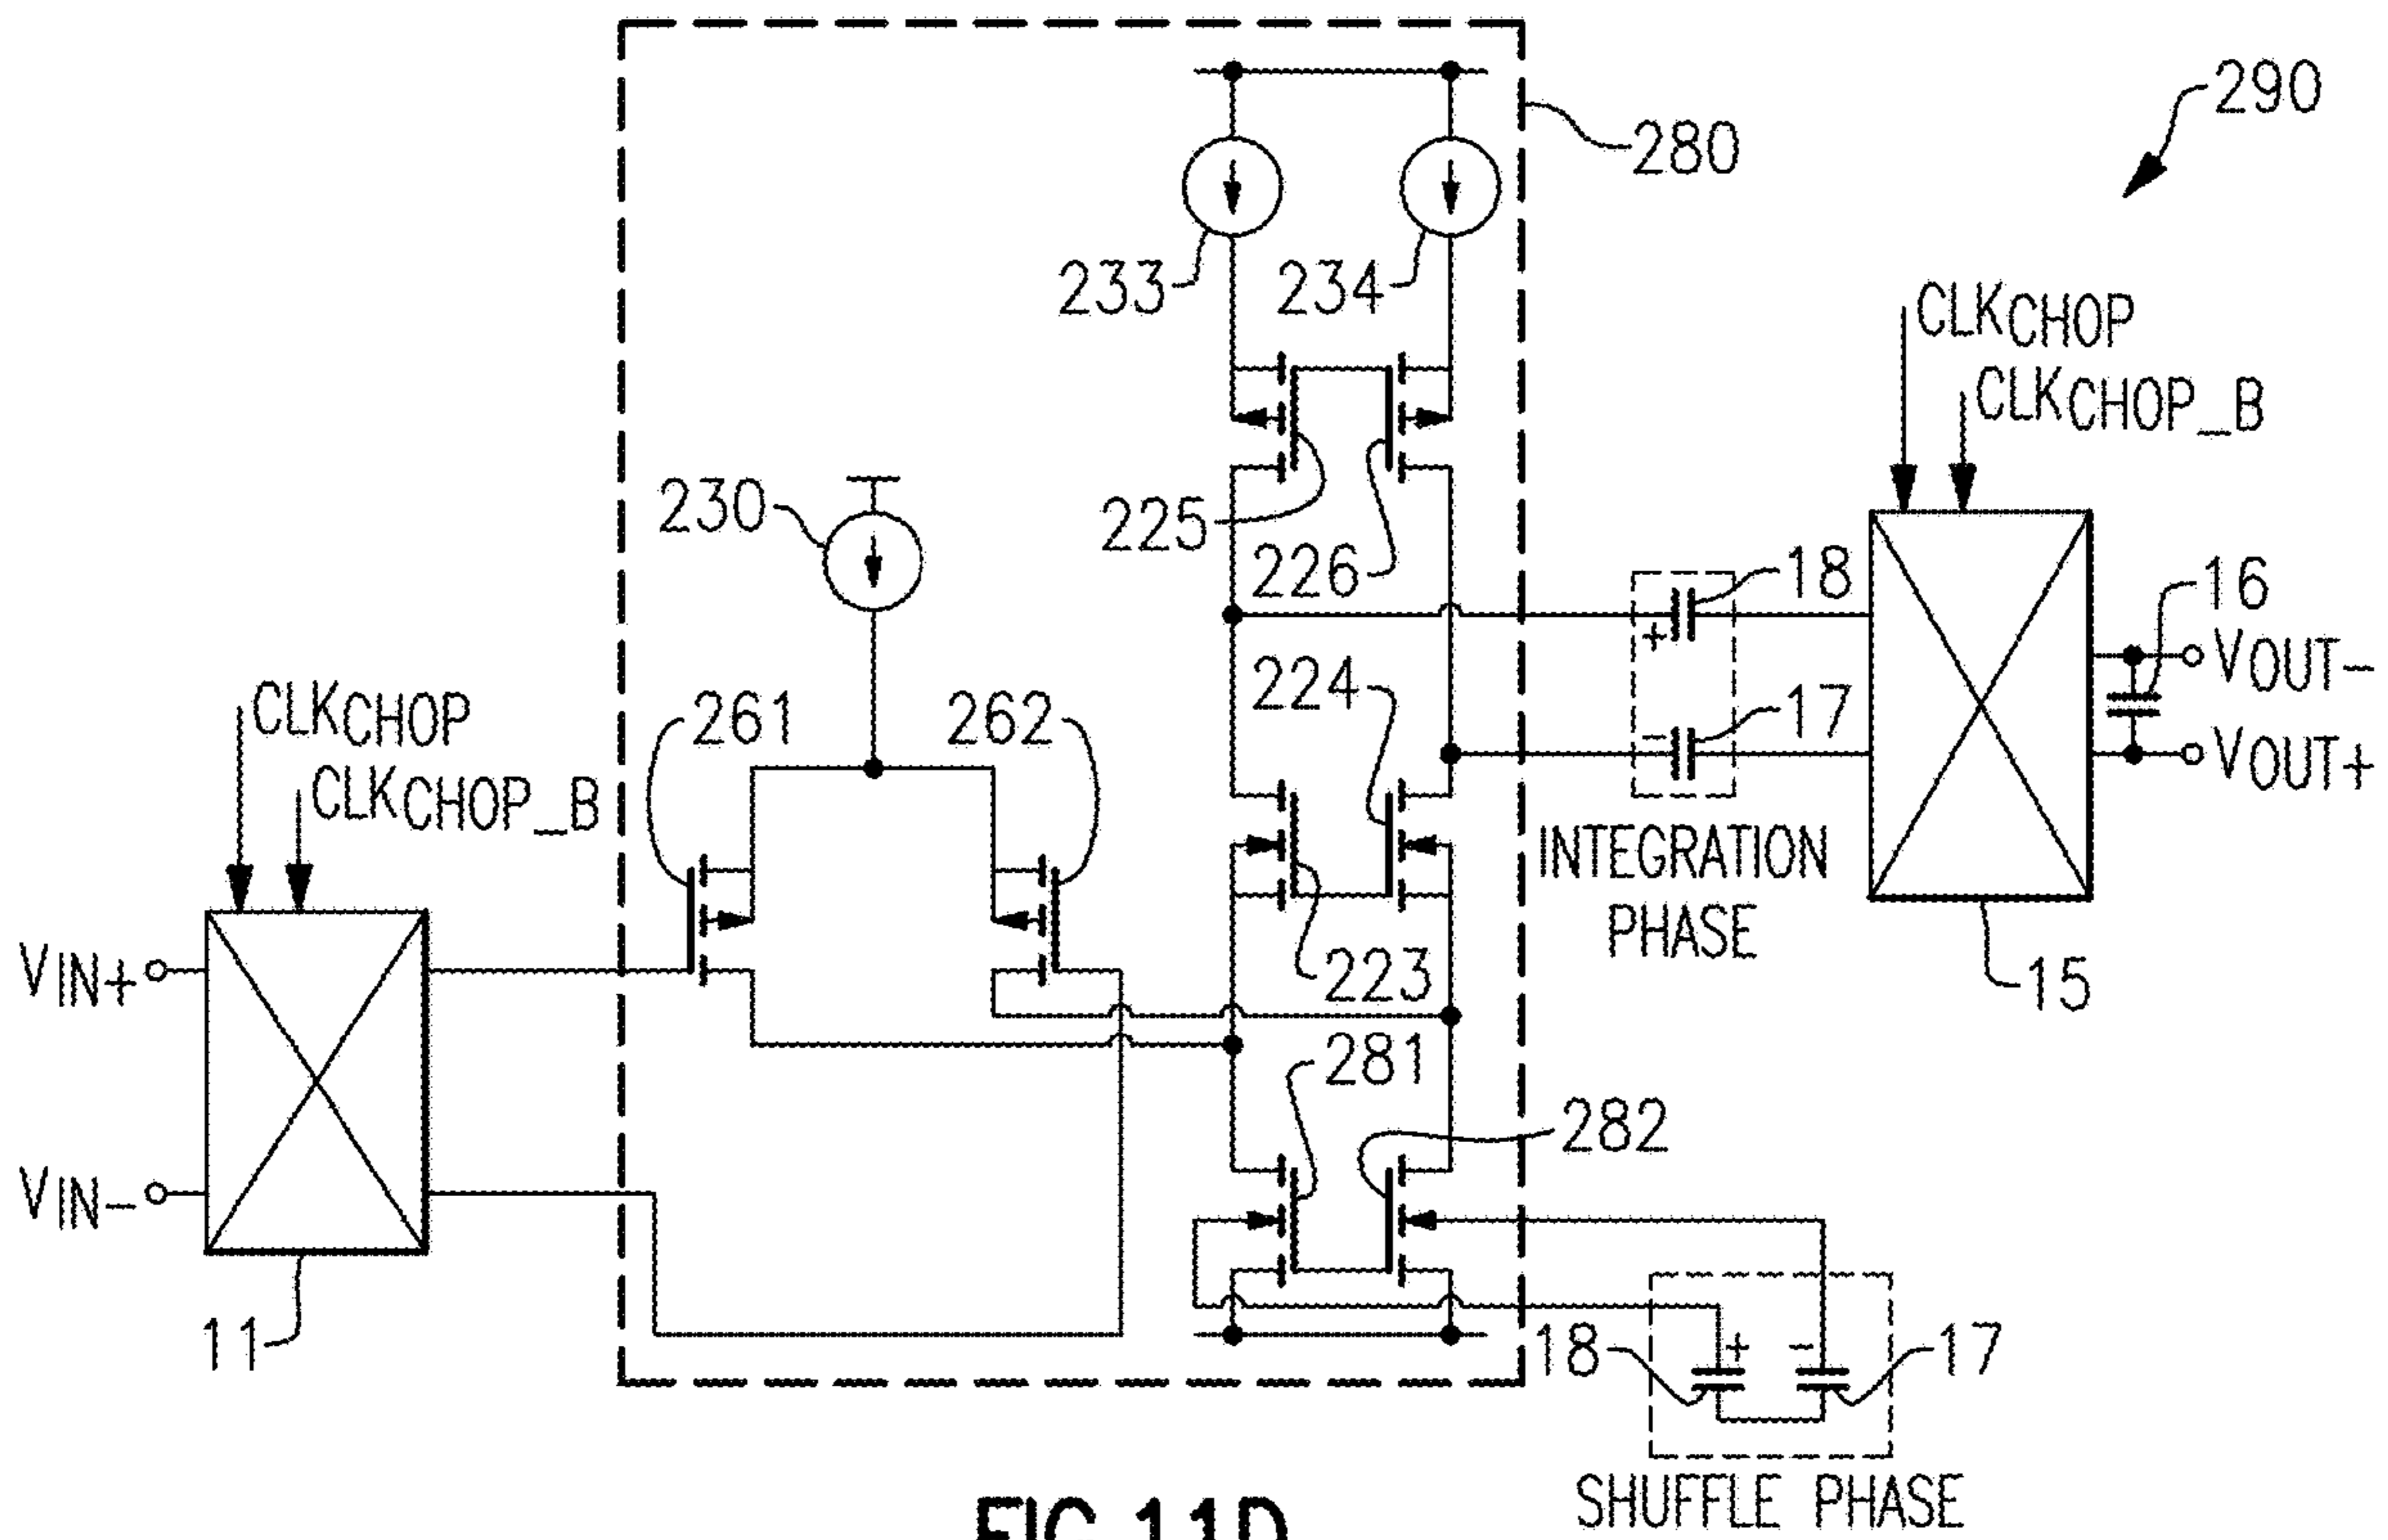 290
280
233
234
CLKCHOP
CLKCHOP_B
230
225
226
18
16
VOUT-
224
17
VOUT+
261
262
CLKCHOP
CLKCHOP_B
+
-
INTEGRATION
PHASE
223
15
VIN+
281
282
VIN-
11
18
+
-
17
SHUFFLE PHASE
FIG.11D